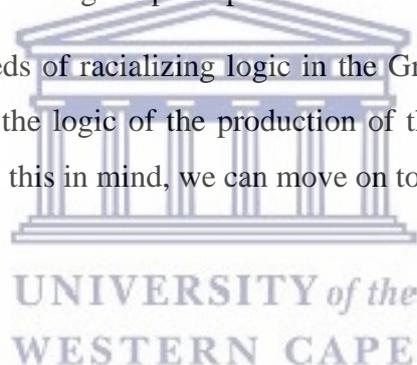 eds of racializing logic in the Gr
the logic of the production of th
this in mind, we can move on to
UNIVERSITY of the
WESTERN CAPE